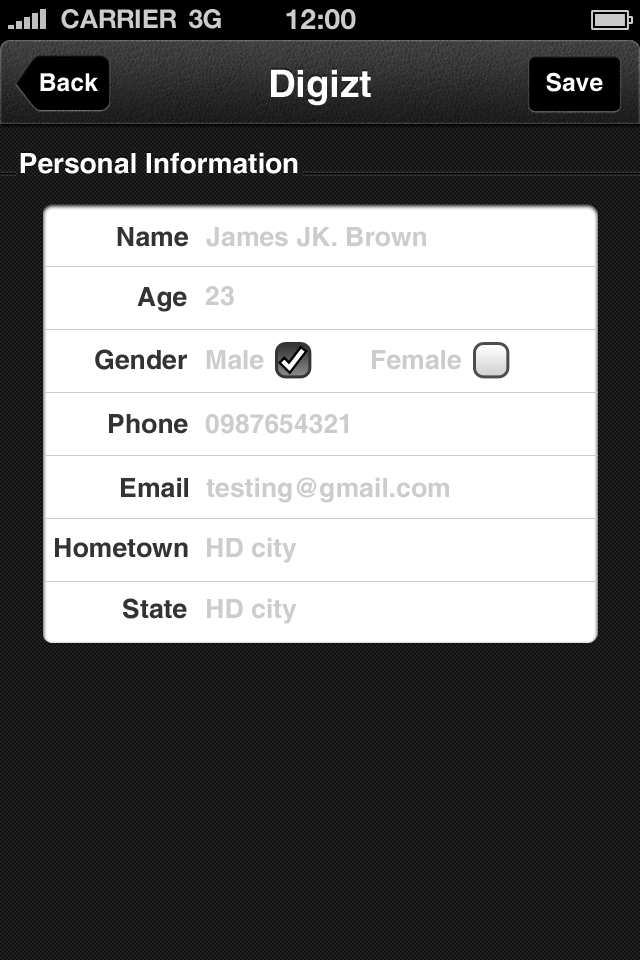 CARRIER 3G 12:00
Back Digizt Save
Personal Information
Name James JK. Brown
Age 23
Gender Male Female
Phone 0987654321
Email testing@gmail.com
Hometown HD city
State HD city